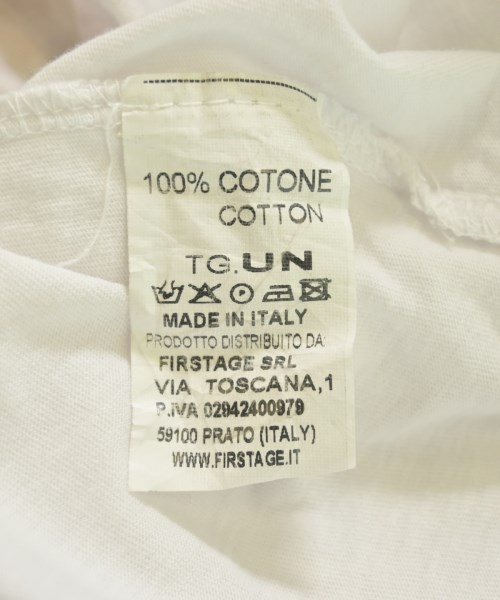 100% COTONE
COTTON
TG.UN
MADE IN ITALY
PRODOTTO DISTRIBUITO DA:
FIRSTAGE SRL
VIA TOSCANA,1
P.IVA 02942400979
59100 PRATO (ITALY)
WWW.FIRSTAGE.IT